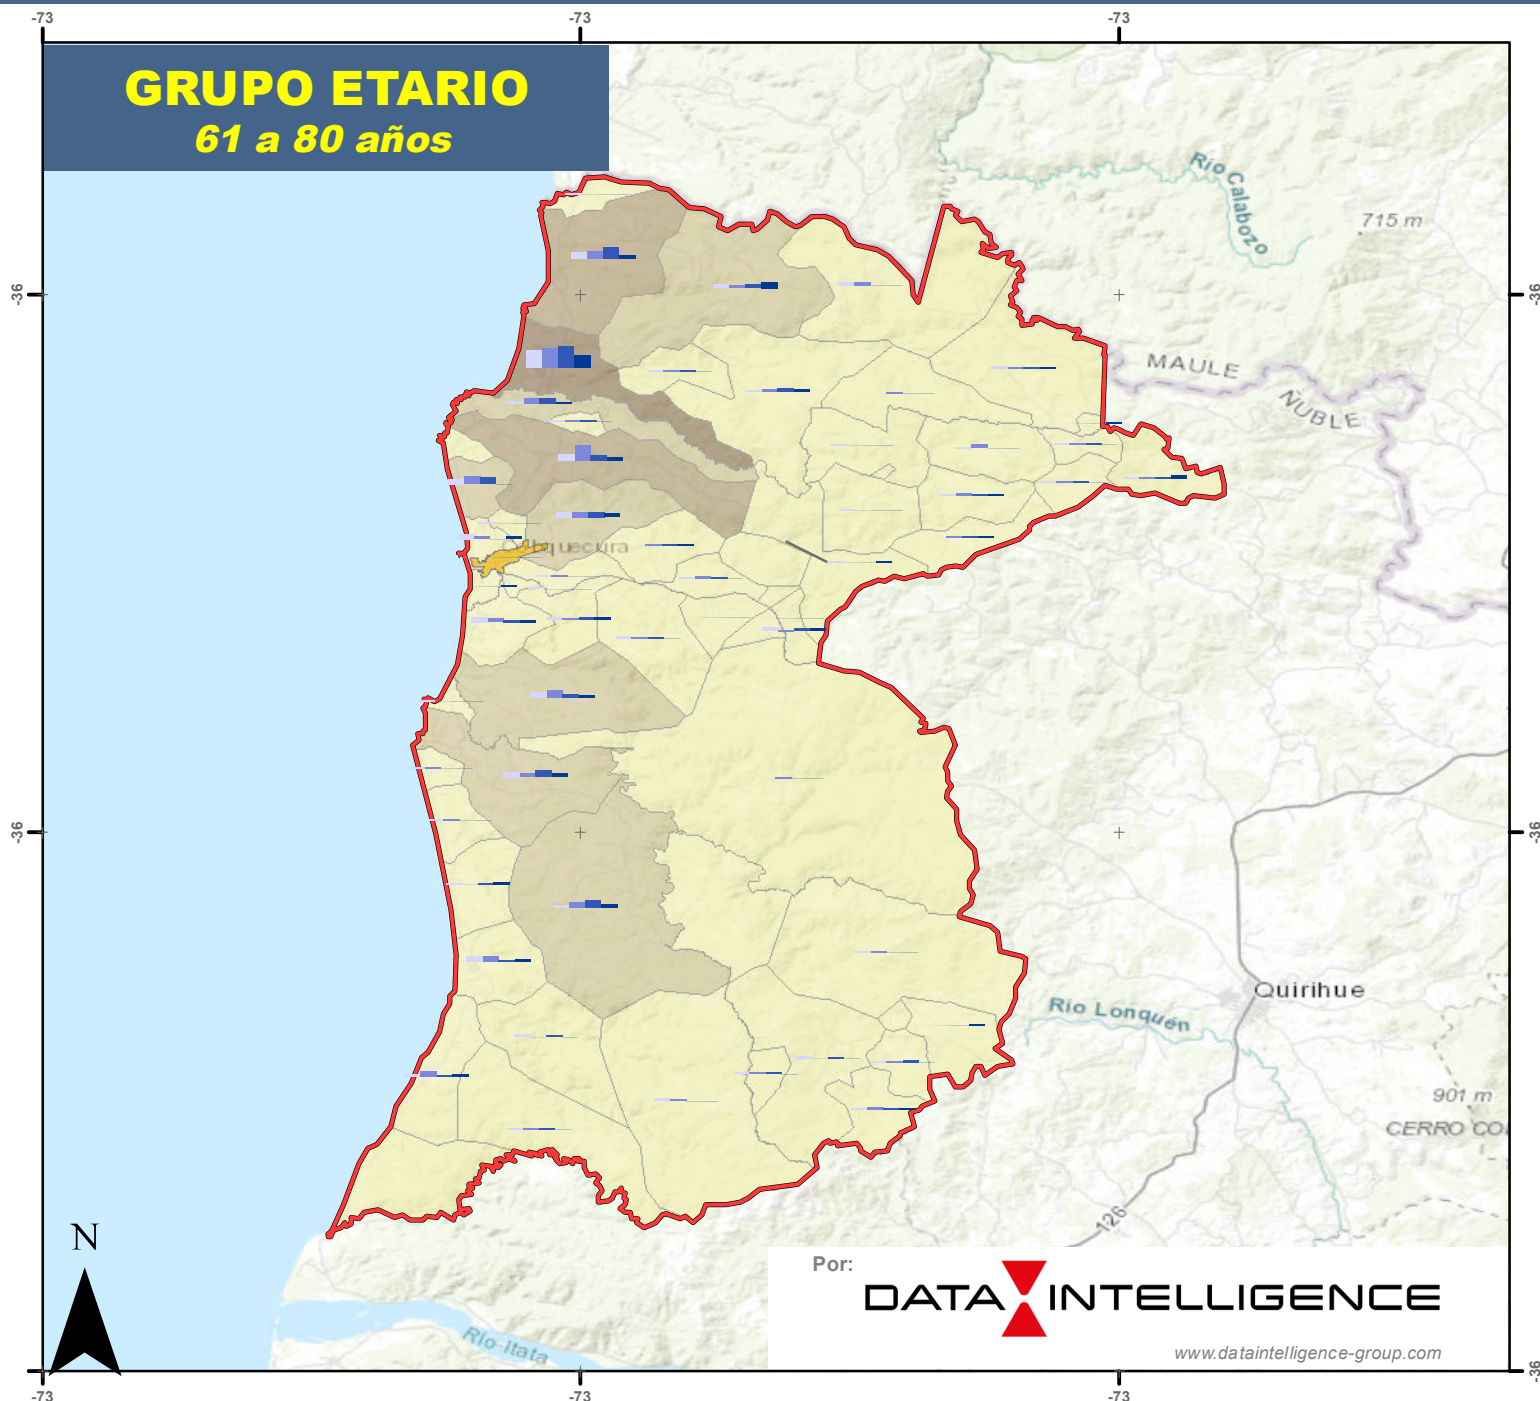 -73
-73
-73
GRUPO ETARIO
61 a 80 años
Río Calabozo
715 m
-36
-36
MAULE
ÑUBLE
quecura
-36
-36
Quirihue
Río Lonquén
901 m
CERRO CO
126
N
Por:
DATA INTELLIGENCE
www.dataintelligence-group.com
Río Itata
-36
-73
-73
-73